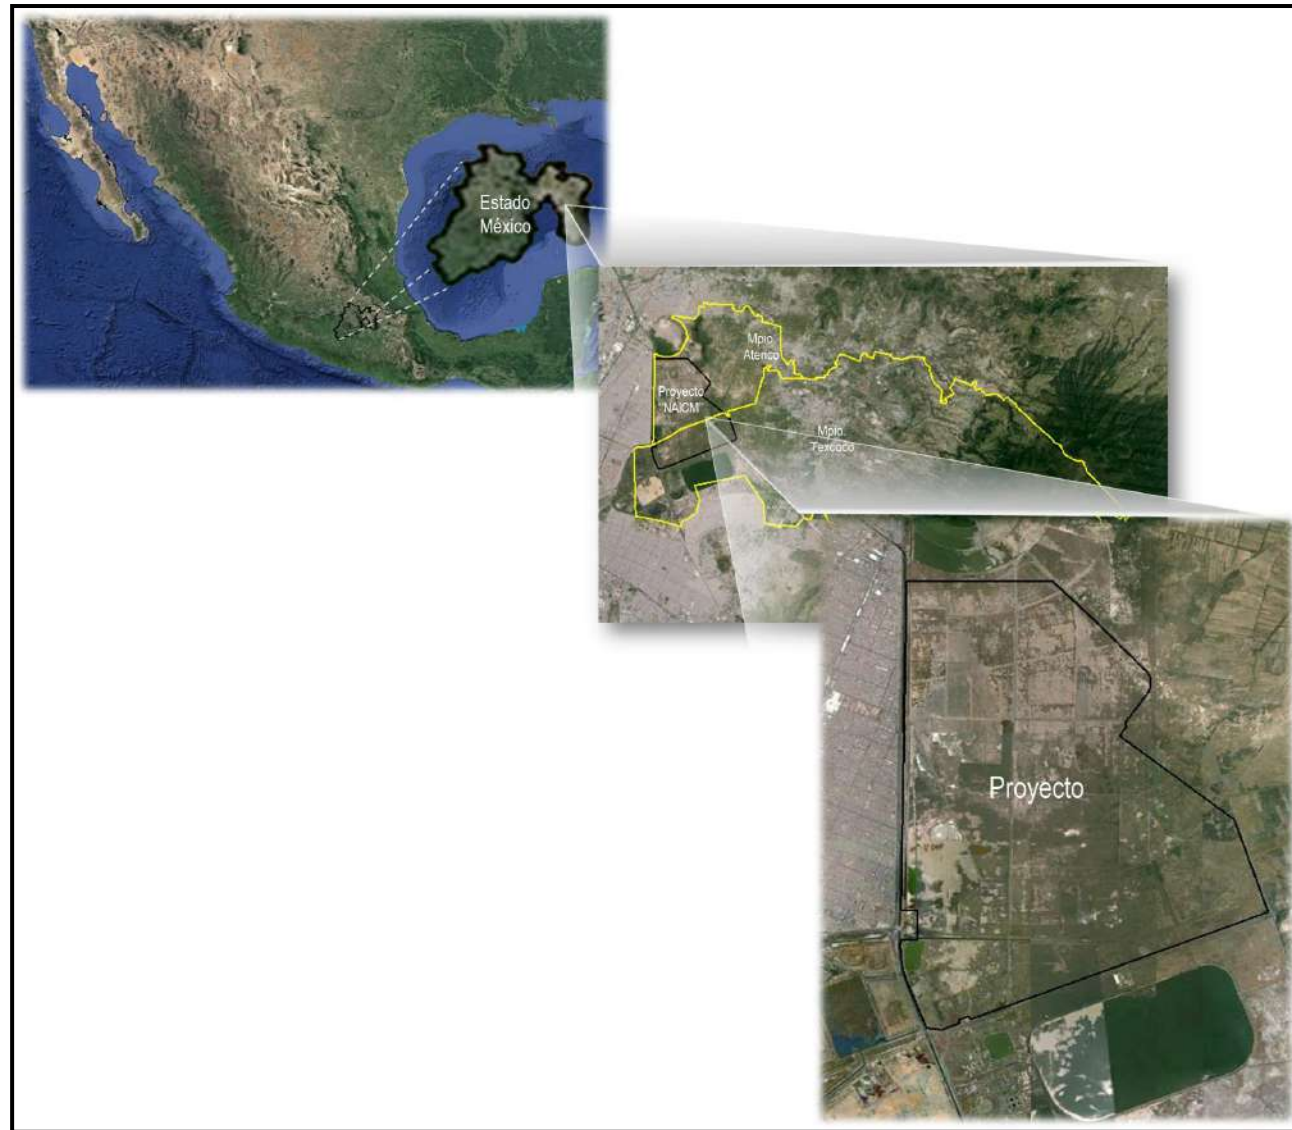 Estado
México
Mpio
Atenco
Proyecto
NAICM
Mpio
Texcoco
Proyecto